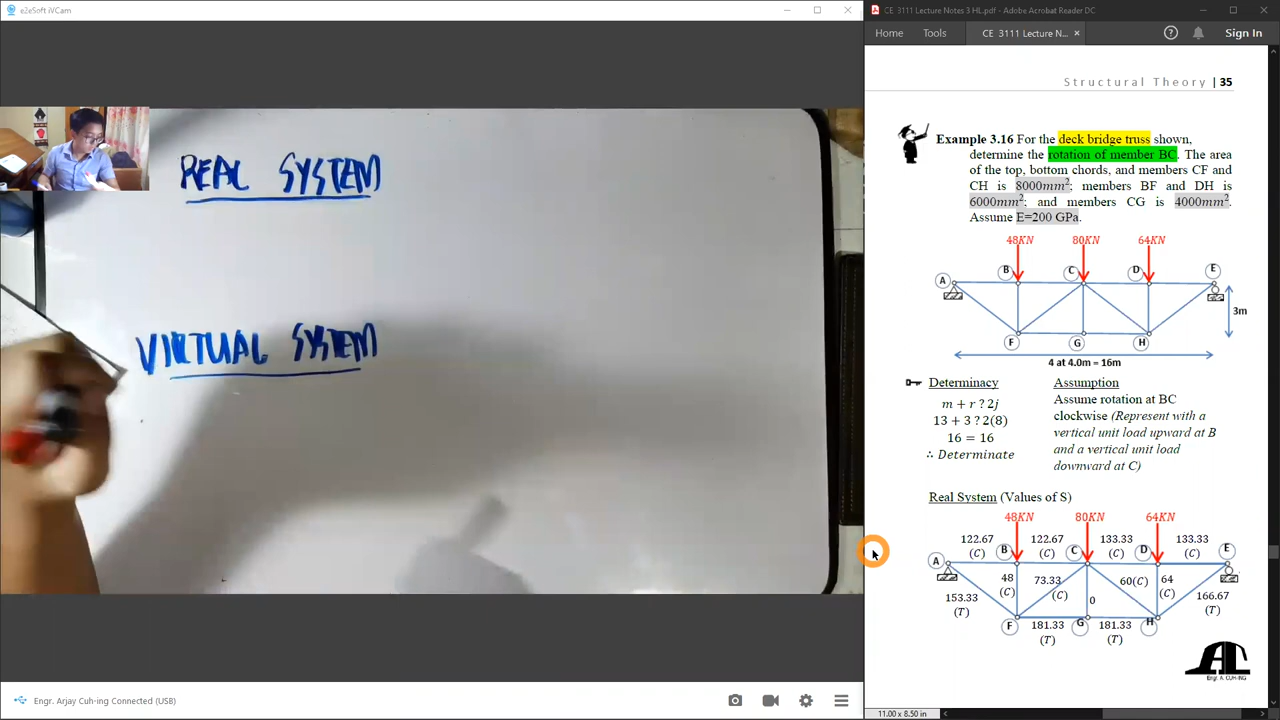 e2eSoft iVCam
REAL SYSTEM
VIRTUAL SYSTEM
Engr. Arjay Cuh-ing Connected (USB)
CE 3111 Lecture Notes 3 HL.pdf - Adobe Acrobat Reader DC
Home Tools CE 3111 Lecture N... × Sign In
Structural Theory | 35
Example 3.16 For the deck bridge truss shown,
determine the rotation of member BC. The area
of the top, bottom chords, and members CF and
CH is 8000mm²; members BF and DH is
6000mm²; and members CG is 4000mm².
Assume E=200 GPa.
48KN 80KN 64KN
A B C D E
3m
F G H
4 at 4.0m = 16m
Determinacy
m + r ? 2j
13 + 3 ? 2(8)
16 = 16
∴ Determinate
Assumption
Assume rotation at BC
clockwise (Represent with a
vertical unit load upward at B
and a vertical unit load
downward at C)
Real System (Values of S)
48KN 80KN 64KN
122.67 (C) 122.67 (C) 133.33 (C) 133.33 (C)
A B C D E
48 (C) 73.33 (C) 60(C) 64 (C)
153.33 (T) 0 166.67 (T)
F G H
181.33 (T) 181.33 (T)
Engr. A. CUH-ING
11.00 x 8.50 in